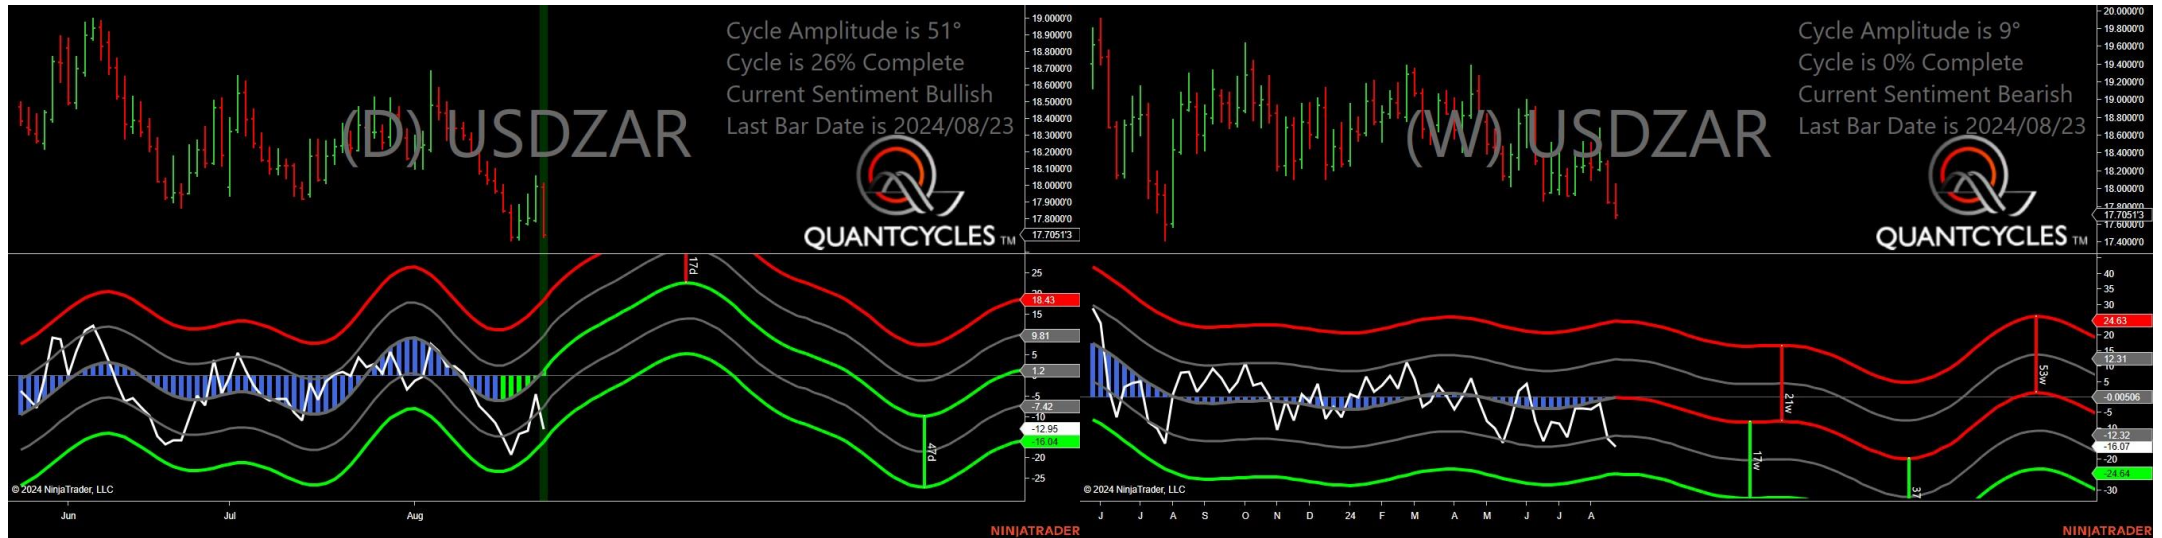 Cycle Amplitude is 51°
Cycle is 26% Complete
Current Sentiment Bullish
Last Bar Date is 2024/08/23
(D) USDZAR
QUANTCYCLES TM
19.0000'0
18.9000'0
18.8000'0
18.7000'0
18.6000'0
18.5000'0
18.4000'0
18.3000'0
18.2000'0
18.1000'0
18.0000'0
17.9000'0
17.8000'0
17.7051'3
17d
47d
25
18.43
15
9.81
5
1.2
-5
-7.42
-10
-12.95
-16.04
-20
-25
© 2024 NinjaTrader, LLC
Jun
Jul
Aug
NINJATRADER
Cycle Amplitude is 9°
Cycle is 0% Complete
Current Sentiment Bearish
Last Bar Date is 2024/08/23
(W) USDZAR
QUANTCYCLES TM
20.0000'0
19.8000'0
19.6000'0
19.4000'0
19.2000'0
19.0000'0
18.8000'0
18.6000'0
18.4000'0
18.2000'0
18.0000'0
17.8000'0
17.7051'3
17.6000'0
17.4000'0
21w
17w
37
53w
40
35
30
24.63
20
15
12.31
10
5
-0.00506
-5
-12.32
-16.07
-20
-24.64
-30
© 2024 NinjaTrader, LLC
J J A S O N D 24 F M A M J J A
NINJATRADER